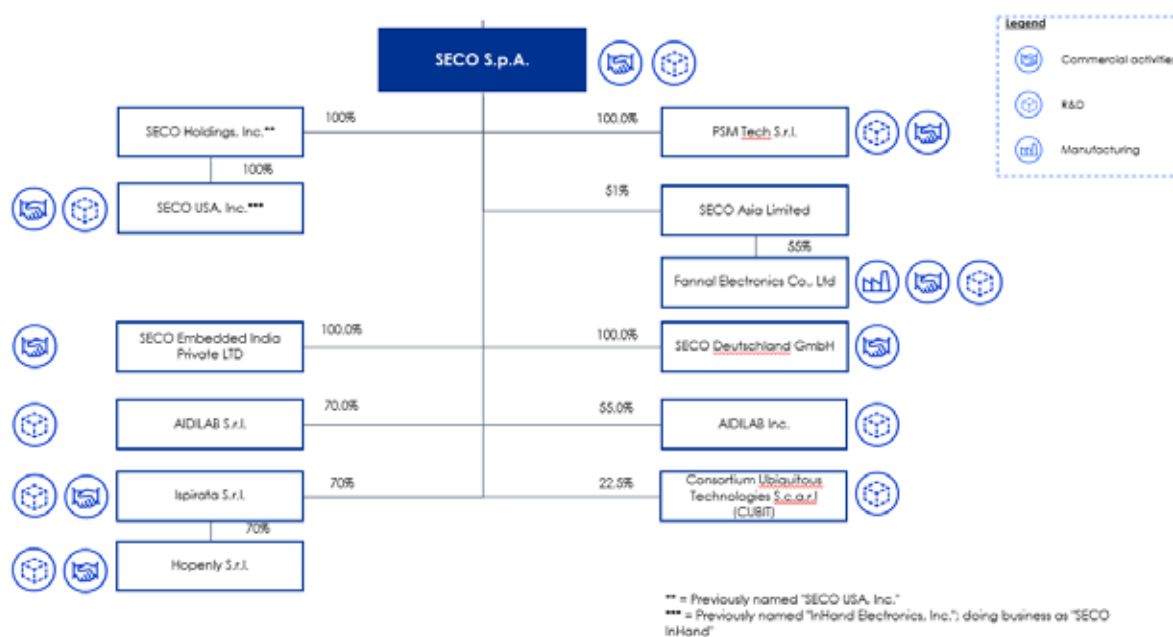 SECO S.p.A.
Legend
Commercial activities
R&D
Manufacturing
SECO Holdings, Inc.**
100%
100.0%
PSM Tech S.r.l.
100%
SECO USA, Inc.***
51%
SECO Asia Limited
55%
Fannal Electronics Co., Ltd
SECO Embedded India
Private LTD
100.0%
100.0%
SECO Deutschland GmbH
AIDILAB S.r.l.
70.0%
55.0%
AIDILAB Inc.
Ispirata S.r.l.
70%
22.5%
Consortium Ubiquitous
Technologies S.c.a.r.l
(CUBIT)
70%
Hopenly S.r.l.
** = Previously named "SECO USA, Inc."
*** = Previously named "InHand Electronics, Inc."; doing business as "SECO
InHand"